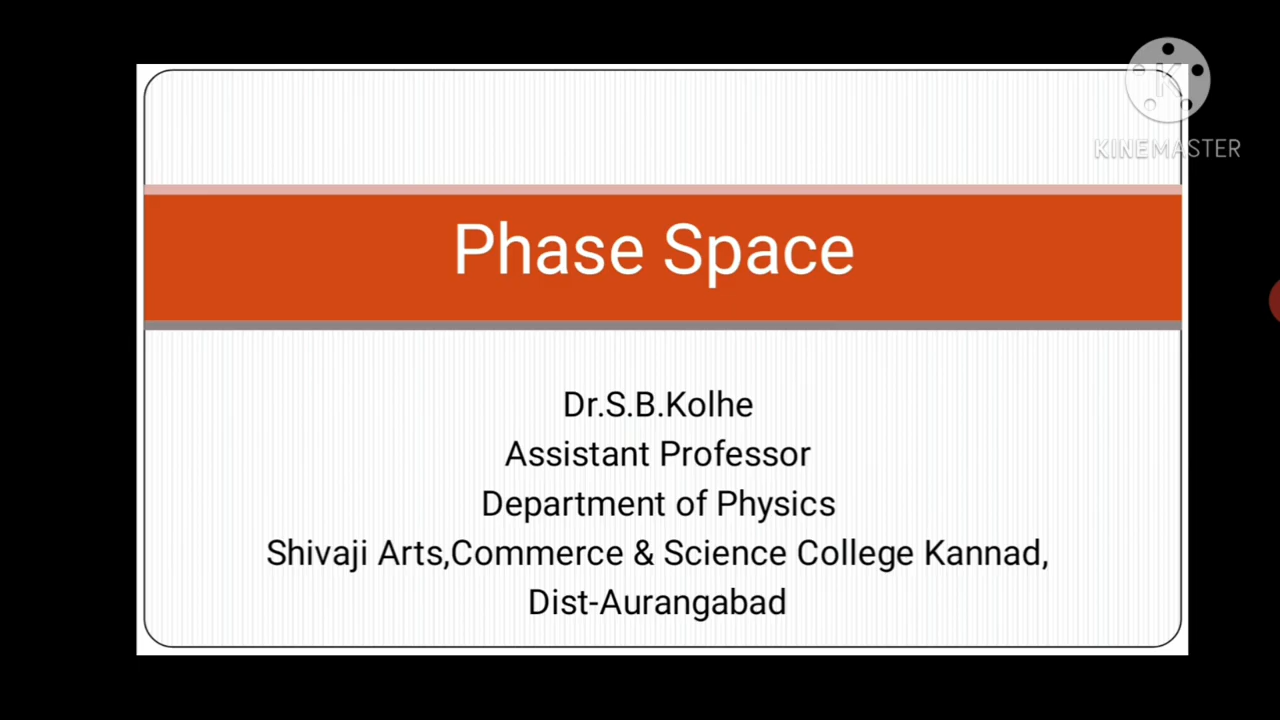 K
KINEMASTER
Phase Space
Dr.S.B.Kolhe
Assistant Professor
Department of Physics
Shivaji Arts,Commerce & Science College Kannad,
Dist-Aurangabad